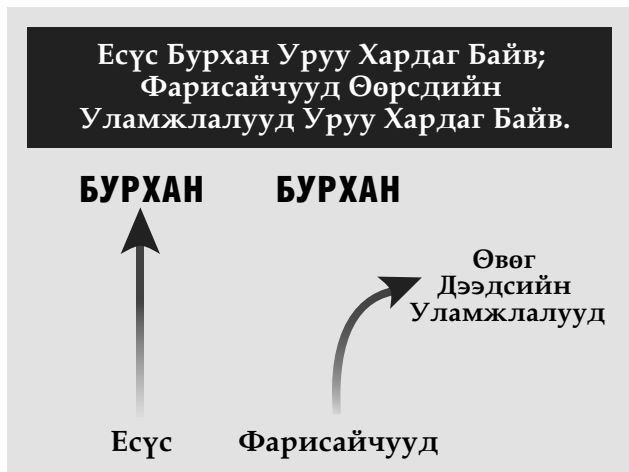 Есүс Бурхан Уруу Хардаг Байв;
Фарисайчууд Өөрсдийн
Уламжлалууд Уруу Хардаг Байв.
БУРХАН БУРХАН
Өвөг
Дээдсийн
Уламжлалууд
Есүс Фарисайчууд